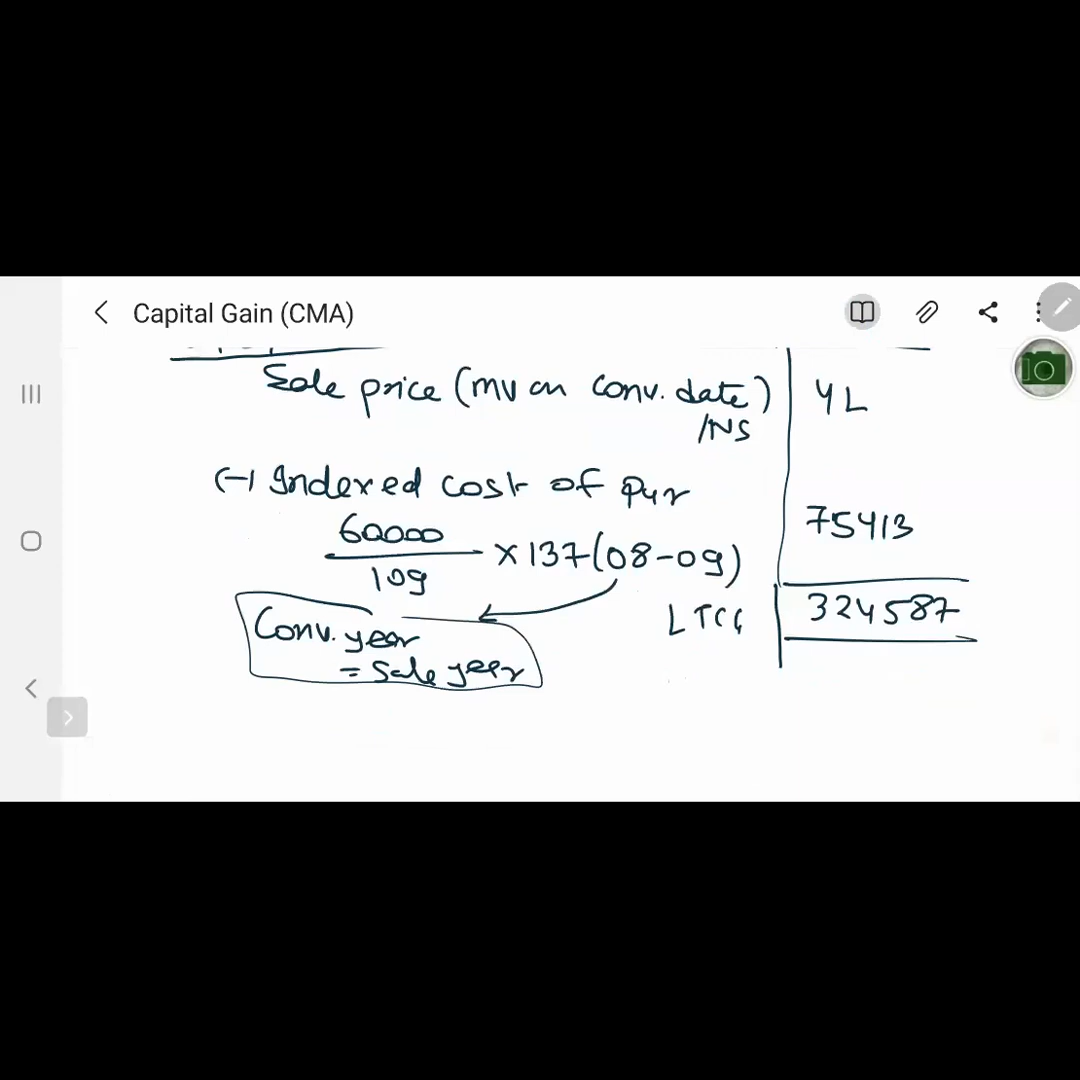 Capital Gain (CMA)
Sale price (mv on conv. date) 4L
/NS
(-) Indexed cost of pur
60000 75413
× 137 (08-09)
109
LTCG 324587
Conv. year
= Sale year